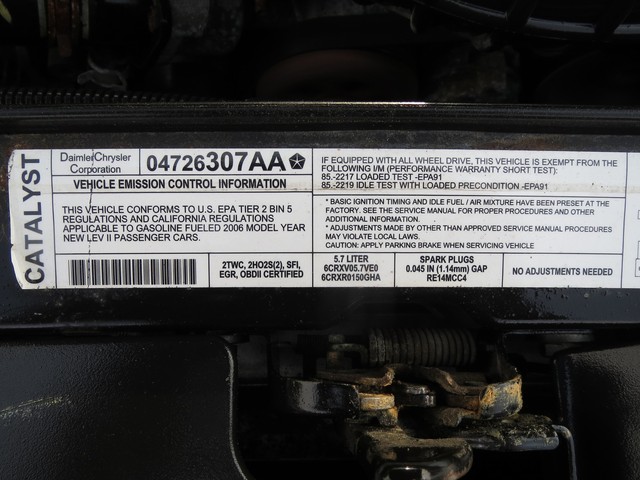 CATALYST
DaimlerChrysler
Corporation
04726307AA
VEHICLE EMISSION CONTROL INFORMATION
THIS VEHICLE CONFORMS TO U.S. EPA TIER 2 BIN 5
REGULATIONS AND CALIFORNIA REGULATIONS
APPLICABLE TO GASOLINE FUELED 2006 MODEL YEAR
NEW LEV II PASSENGER CARS.
IF EQUIPPED WITH ALL WHEEL DRIVE, THIS VEHICLE IS EXEMPT FROM THE
FOLLOWING I/M (PERFORMANCE WARRANTY SHORT TEST):
85.-2217 LOADED TEST -EPA91
85.-2219 IDLE TEST WITH LOADED PRECONDITION -EPA91
* BASIC IGNITION TIMING AND IDLE FUEL / AIR MIXTURE HAVE BEEN PRESET AT THE
FACTORY. SEE THE SERVICE MANUAL FOR PROPER PROCEDURES AND OTHER
ADDITIONAL INFORMATION.
* ADJUSTMENTS MADE BY OTHER THAN APPROVED SERVICE MANUAL PROCEDURES
MAY VIOLATE FEDERAL AND STATE LAWS.
CAUTION: APPLY PARKING BRAKE WHEN SERVICING VEHICLE
2TWC, 2HO2S(2), SFI,
EGR, OBDII CERTIFIED
5.7 LITER
6CRXV05.7VE0
6CRXR0150GHA
SPARK PLUGS
0.045 IN (1.14mm) GAP
RE14MCC4
NO ADJUSTMENTS NEEDED